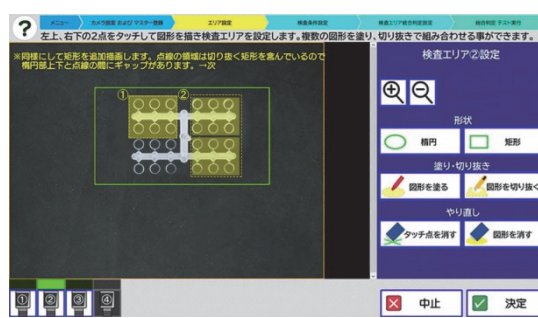 ?
メニュー
カメラ設定 および マスター登録
エリア設定
検査条件設定
検査エリア総合判定設定
総合判定 テスト実行
左上、右下の2点をタッチして図形を描き検査エリアを設定します。複数の図形を塗り、切り抜きで組み合わせる事ができます。
※同様にして矩形を追加描画します。点線の領域は切り抜く矩形を含んでいるので
楕円部上下と点線の間にギャップがあります。→次
① ②
検査エリア②設定
形状
楕円
矩形
塗り・切り抜き
図形を塗る
図形を切り抜く
やり直し
タッチ点を消す
図形を消す
① ② ③ ④
中止
決定